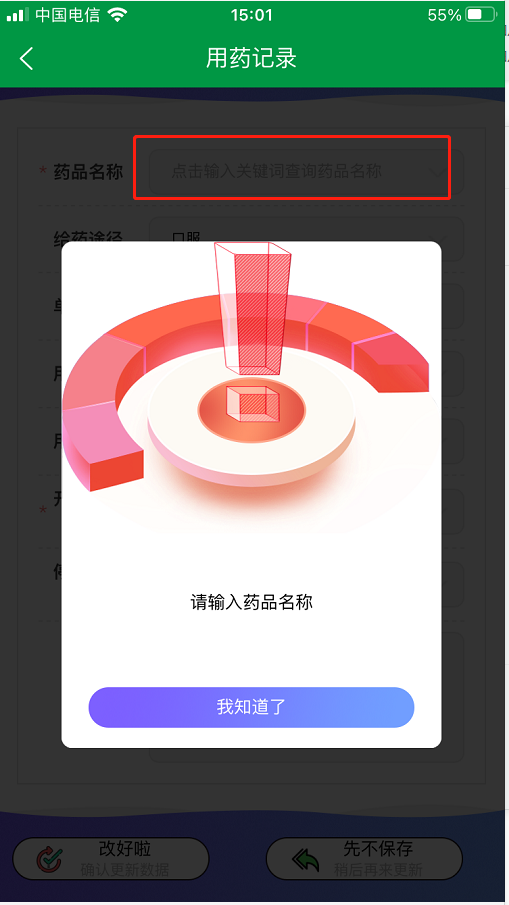 中国电信 15:01 55%
用药记录
* 药品名称 点击输入关键词查询药品名称
给药途径 口服
请输入药品名称
我知道了
改好啦 先不保存
确认更新数据 稍后再来更新